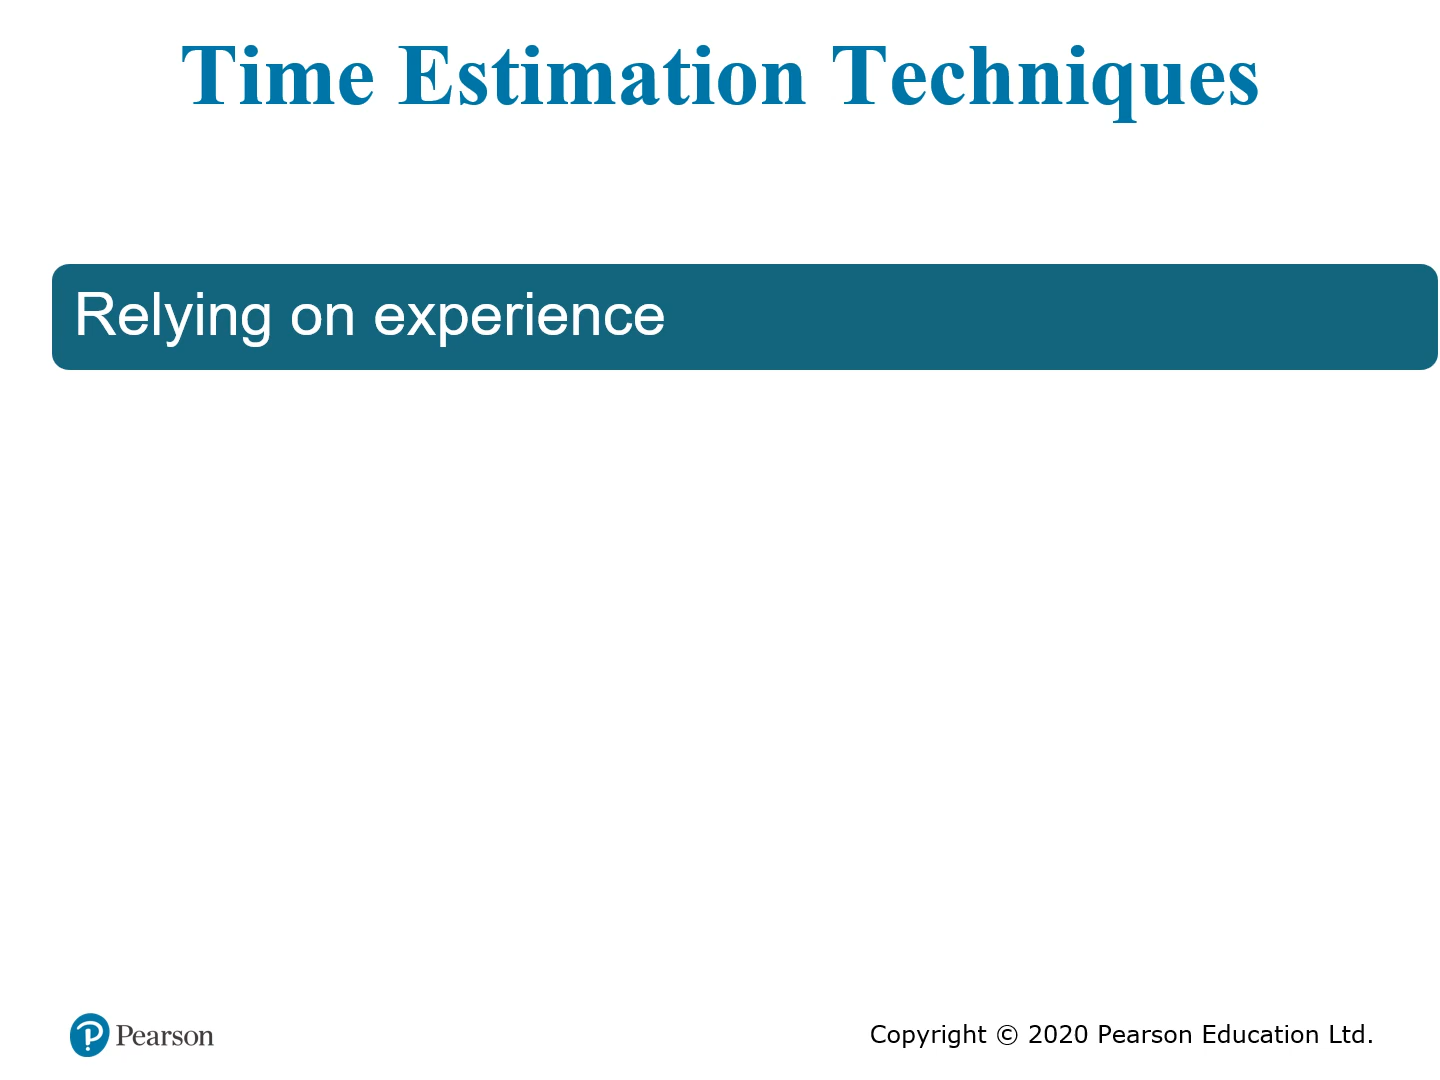 Time Estimation Techniques
Relying on experience
Pearson
Copyright © 2020 Pearson Education Ltd.